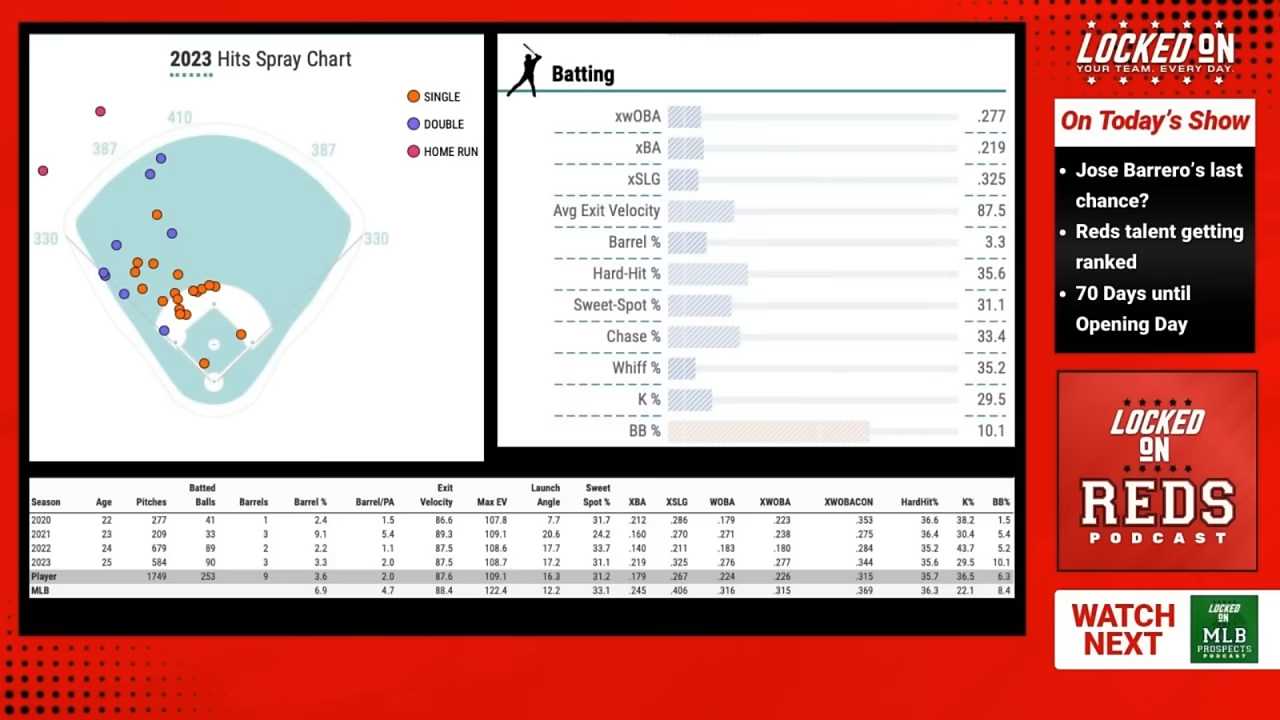 2023 Hits Spray Chart
SINGLE
DOUBLE
HOME RUN
410
387
387
330
330
Batting
xwOBA .277
xBA .219
xSLG .325
Avg Exit Velocity 87.5
Barrel % 3.3
Hard-Hit % 35.6
Sweet-Spot % 31.1
Chase % 33.4
Whiff % 35.2
K % 29.5
BB % 10.1
Season Age Pitches Batted Balls Barrels Barrel % Barrel/PA Exit Velocity Max EV Launch Angle Sweet Spot % XBA XSLG WOBA XWOBA XWOBACON HardHit% K% BB%
2020 22 277 41 1 2.4 1.5 86.6 107.8 7.7 31.7 .212 .286 .179 .223 .353 36.6 38.2 1.5
2021 23 209 33 3 9.1 5.4 89.3 109.1 20.6 24.2 .160 .270 .271 .238 .275 36.4 30.4 5.4
2022 24 679 89 2 2.2 1.1 87.5 108.6 17.7 33.7 .140 .211 .183 .180 .284 35.2 43.7 5.2
2023 25 584 90 3 3.3 2.0 87.5 108.7 17.2 31.1 .219 .325 .276 .277 .344 35.6 29.5 10.1
Player 1749 253 9 3.6 2.0 87.6 109.1 16.3 31.2 .179 .267 .224 .226 .315 35.7 36.5 6.3
MLB 6.9 4.7 88.4 122.4 12.2 33.1 .245 .406 .316 .315 .369 36.3 22.1 8.4
LOCKED ON
YOUR TEAM. EVERY DAY.
On Today's Show
• Jose Barrero's last
chance?
• Reds talent getting
ranked
• 70 Days until
Opening Day
LOCKED
ON
REDS
PODCAST
WATCH
NEXT
LOCKED
ON
MLB
PROSPECTS
PODCAST